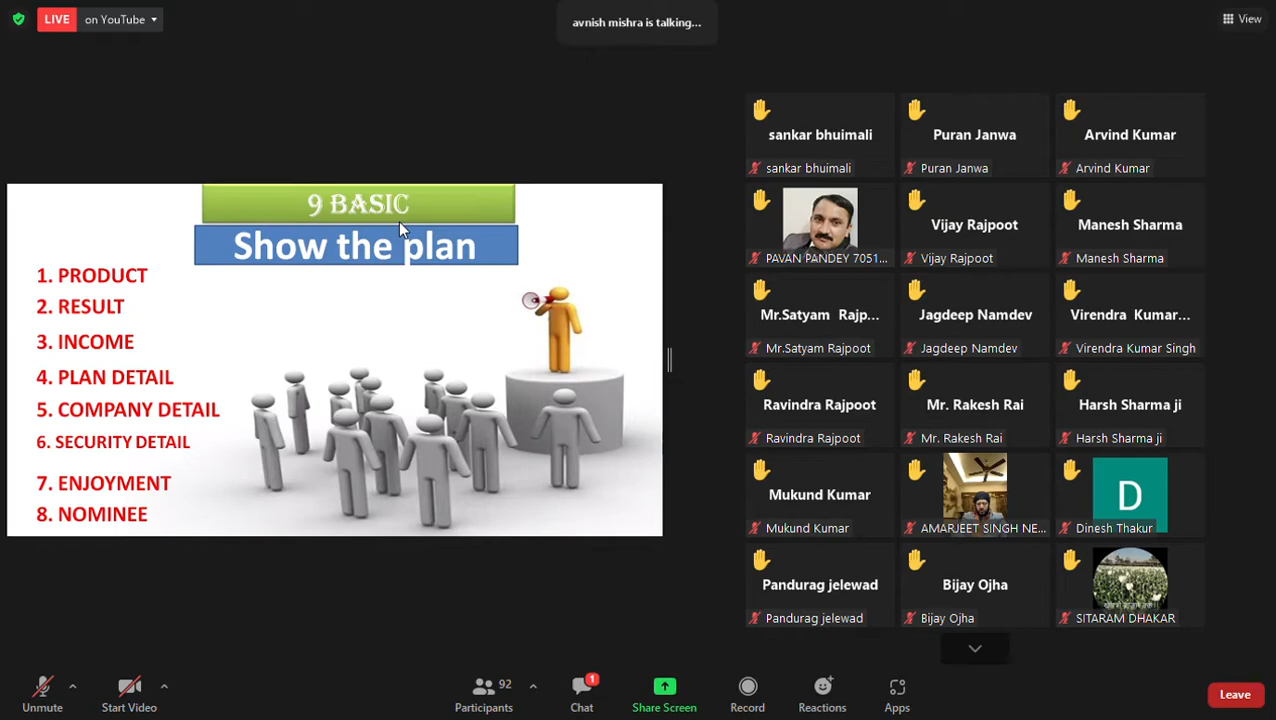 LIVE on YouTube
avnish mishra is talking...
View
9 BASIC
Show the plan
1. PRODUCT
2. RESULT
3. INCOME
4. PLAN DETAIL
5. COMPANY DETAIL
6. SECURITY DETAIL
7. ENJOYMENT
8. NOMINEE
sankar bhuimali
sankar bhuimali
Puran Janwa
Puran Janwa
Arvind Kumar
Arvind Kumar
PAVAN PANDEY 7051...
Vijay Rajpoot
Vijay Rajpoot
Manesh Sharma
Manesh Sharma
Mr.Satyam Rajp...
Mr.Satyam Rajpoot
Jagdeep Namdev
Jagdeep Namdev
Virendra Kumar...
Virendra Kumar Singh
Ravindra Rajpoot
Ravindra Rajpoot
Mr. Rakesh Rai
Mr. Rakesh Rai
Harsh Sharma ji
Harsh Sharma ji
Mukund Kumar
Mukund Kumar
AMARJEET SINGH NE...
D
Dinesh Thakur
Pandurag jelewad
Pandurag jelewad
Bijay Ojha
Bijay Ojha
SITARAM DHAKAR
Unmute
Start Video
92
Participants
1
Chat
Share Screen
Record
Reactions
Apps
Leave